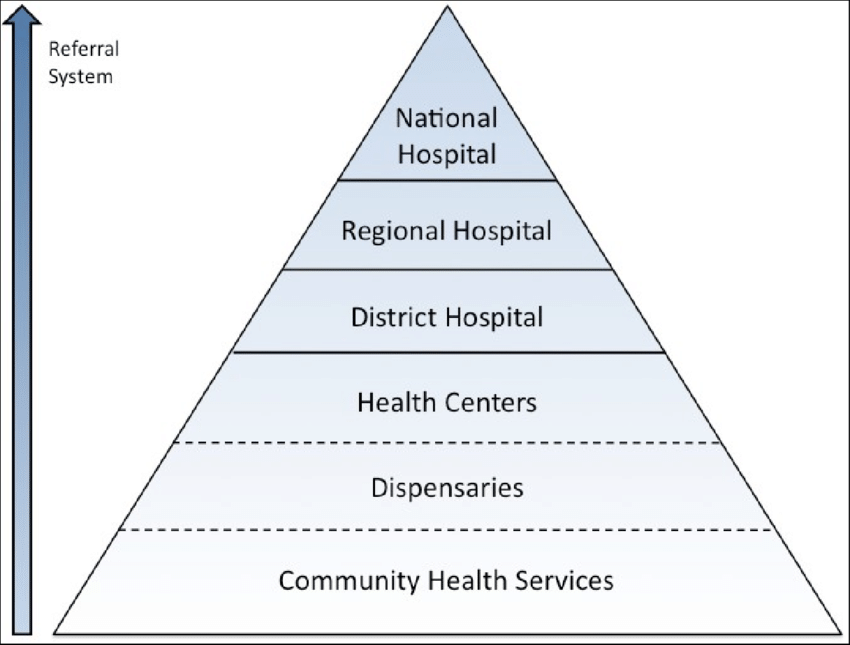 Referral
System
National
Hospital
Regional Hospital
District Hospital
Health Centers
Dispensaries
Community Health Services